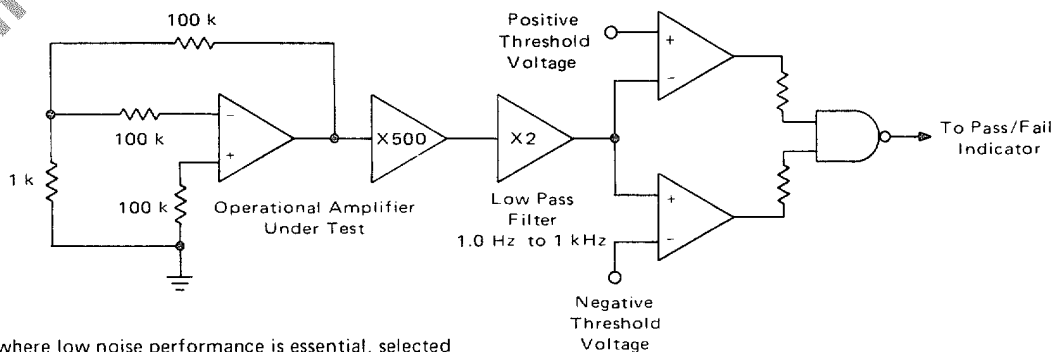 100 k
Positive
Threshold
Voltage
+
-
100 k
-
+
X500
X2
To Pass/Fail
Indicator
1 k
100 k
Operational Amplifier
Under Test
Low Pass
Filter
1.0 Hz to 1 kHz
+
-
Negative
Threshold
Voltage
where low noise performance is essential, selected